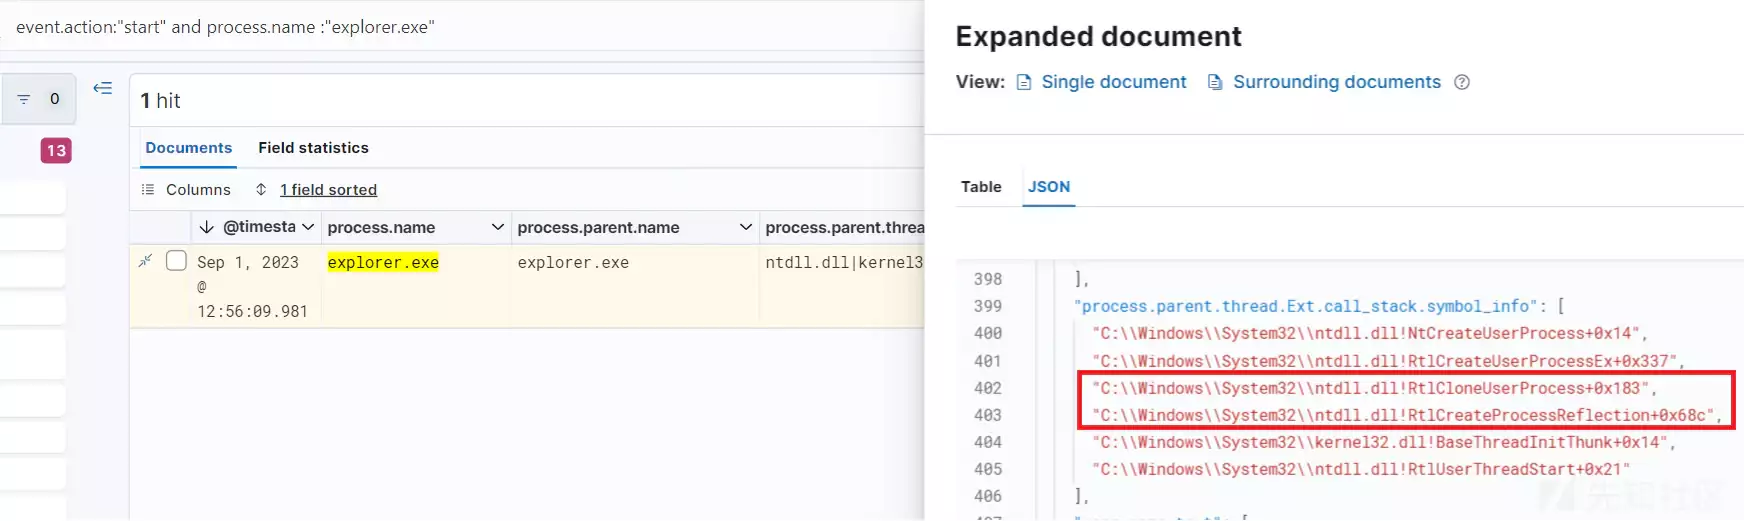 event.action:"start" and process.name :"explorer.exe"
0
13
1 hit
Documents Field statistics
Columns 1 field sorted
@timesta process.name process.parent.name process.parent.threa
Sep 1, 2023 explorer.exe explorer.exe ntdll.dll|kernel3
@
12:56:09.981
Expanded document
View: Single document Surrounding documents ?
Table JSON
398 ],
399 "process.parent.thread.Ext.call_stack.symbol_info": [
400 "C:\\Windows\\System32\\ntdll.dll!NtCreateUserProcess+0x14",
401 "C:\\Windows\\System32\\ntdll.dll!RtlCreateUserProcessEx+0x337",
402 "C:\\Windows\\System32\\ntdll.dll!RtlCloneUserProcess+0x183",
403 "C:\\Windows\\System32\\ntdll.dll!RtlCreateProcessReflection+0x68c",
404 "C:\\Windows\\System32\\kernel32.dll!BaseThreadInitThunk+0x14",
405 "C:\\Windows\\System32\\ntdll.dll!RtlUserThreadStart+0x21"
406 ],
先知社区